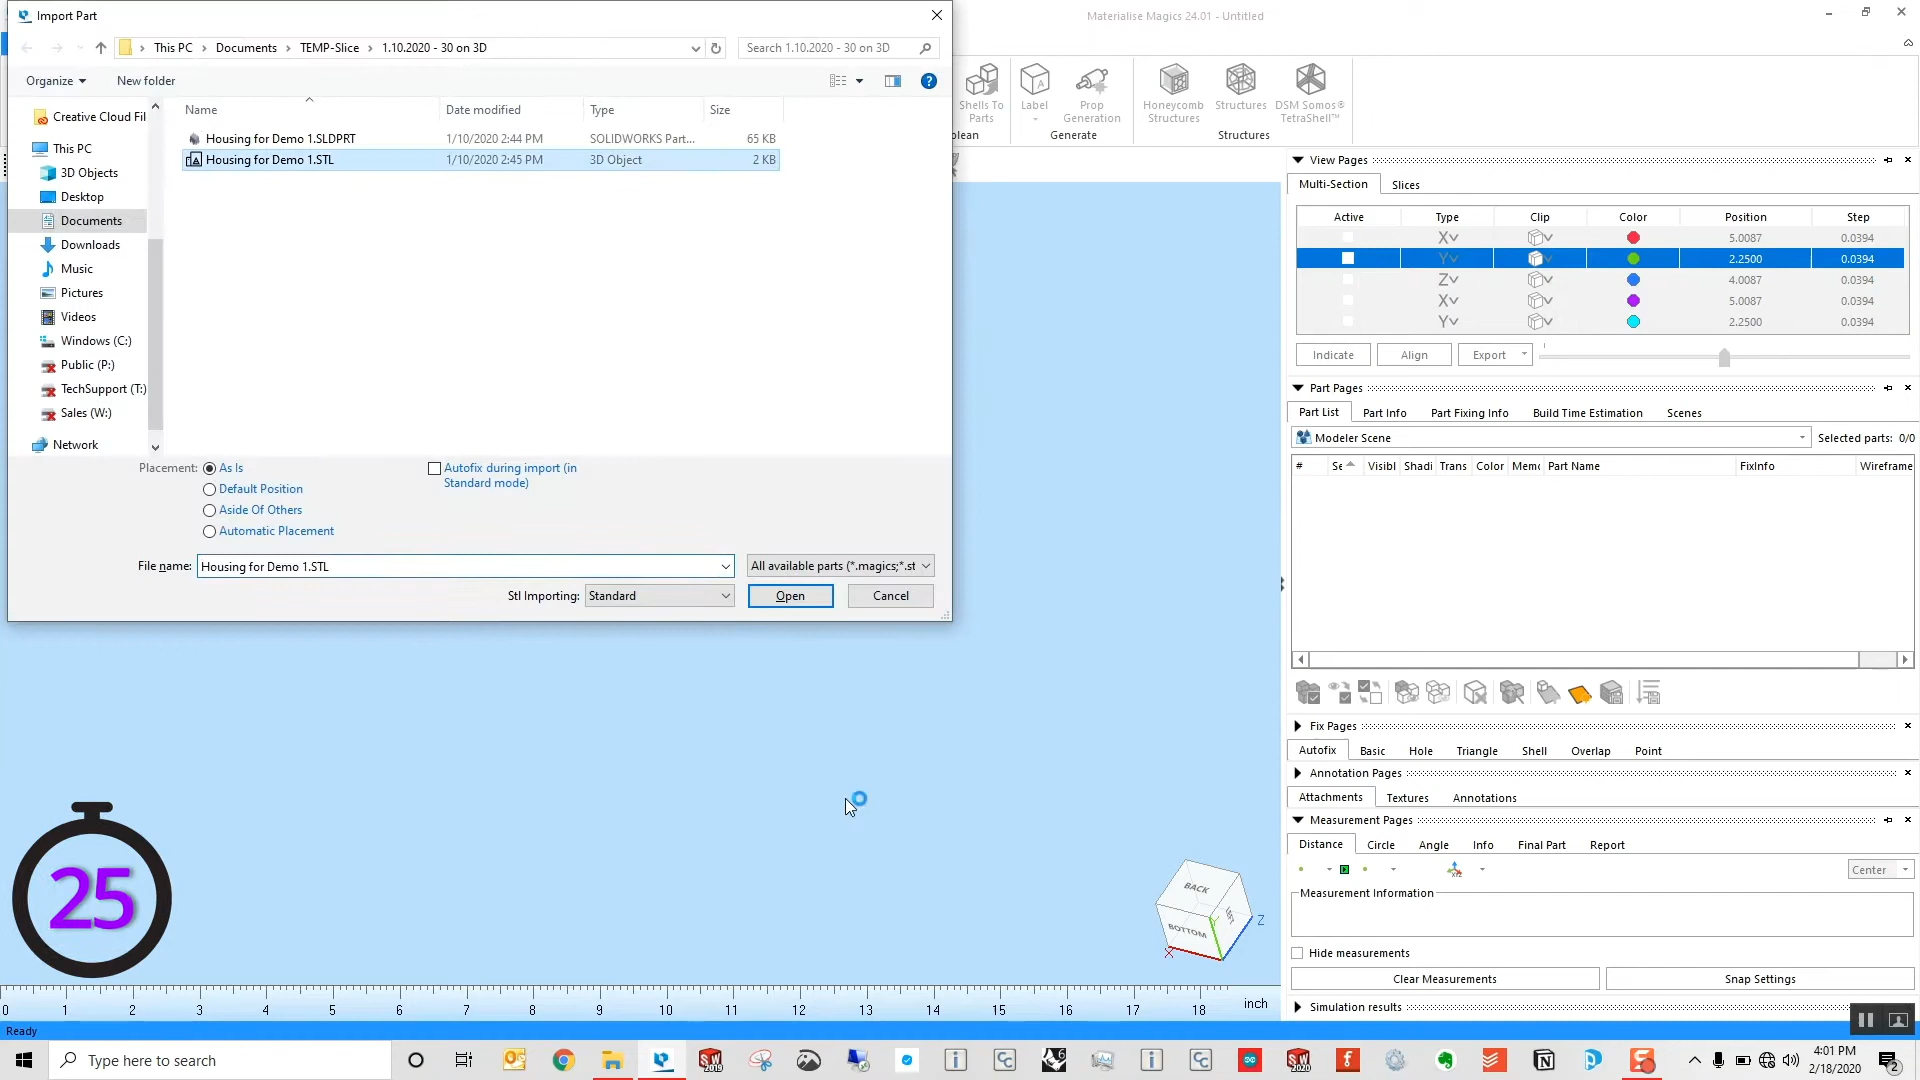 Import Part
Materialise Magics 24.01 - Untitled
This PC
Documents
TEMP-Slice
1.10.2020 - 30 on 3D
Search 1.10.2020 - 30 on 3D
Organize
New folder
Name
Date modified
Type
Size
Creative Cloud Fil
This PC
3D Objects
Desktop
Documents
Downloads
Music
Pictures
Videos
Windows (C:)
Public (P:)
TechSupport (T:)
Sales (W:)
Network
Housing for Demo 1.SLDPRT 1/10/2020 2:44 PM SOLIDWORKS Part... 65 KB
Housing for Demo 1.STL 1/10/2020 2:45 PM 3D Object 2 KB
Placement:
As Is
Default Position
Aside Of Others
Automatic Placement
Autofix during import (in
Standard mode)
File name: Housing for Demo 1.STL
All available parts (*.magics;*.st
Stl Importing: Standard
Open
Cancel
Shells To
Parts
Label
Prop
Generation
Honeycomb
Structures
Structures
DSM Somos®
TetraShell™
olean
Generate
Structures
View Pages
Multi-Section
Slices
Active Type Clip Color Position Step
X 5.0087 0.0394
Y 2.2500 0.0394
Z 4.0087 0.0394
X 5.0087 0.0394
Y 2.2500 0.0394
Indicate
Align
Export
Part Pages
Part List
Part Info
Part Fixing Info
Build Time Estimation
Scenes
Modeler Scene
Selected parts: 0/0
# Se Visibl Shadi Trans Color Memo Part Name FixInfo Wireframe
Fix Pages
Autofix
Basic
Hole
Triangle
Shell
Overlap
Point
Annotation Pages
Attachments
Textures
Annotations
Measurement Pages
Distance
Circle
Angle
Info
Final Part
Report
XYZ
Center
Measurement Information
Hide measurements
Clear Measurements
Snap Settings
Simulation results
25
BACK
BOTTOM
LEFT
X
Y
Z
0 1 2 3 4 5 6 7 8 9 10 11 12 13 14 15 16 17 18 inch
Ready
Type here to search
2019
2020
4:01 PM
2/18/2020
2